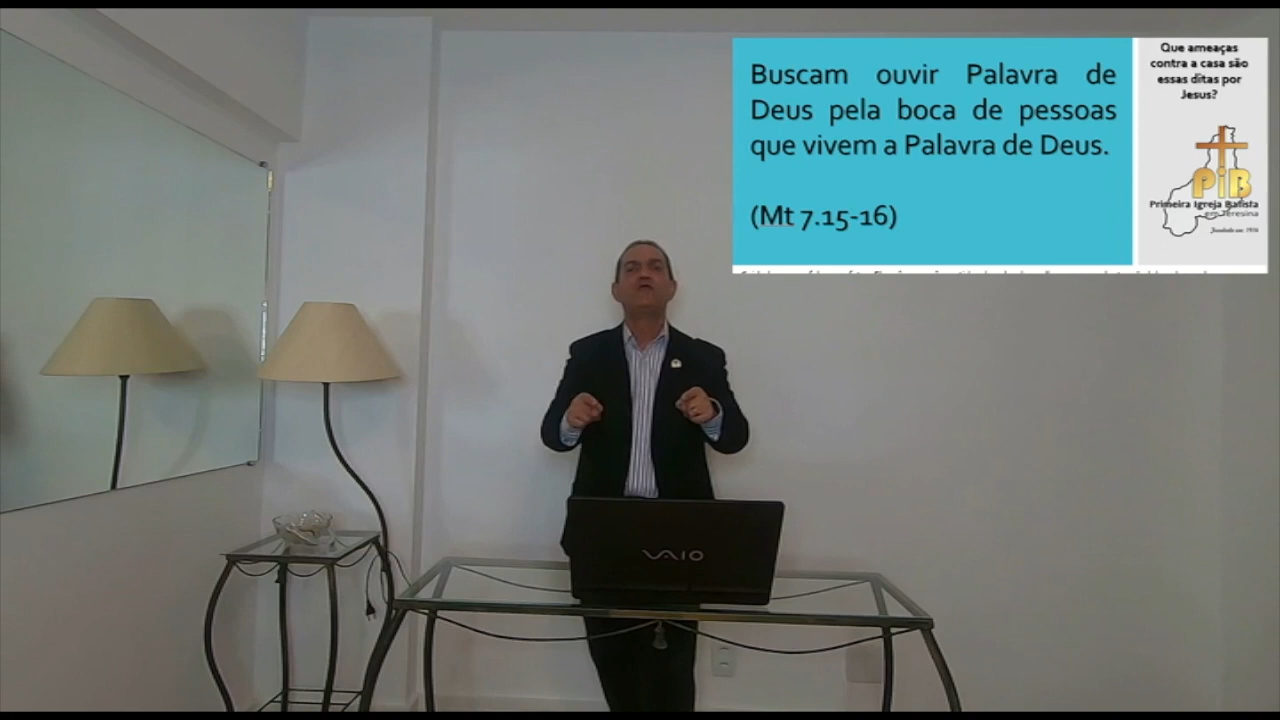 Buscam ouvir Palavra de
Deus pela boca de pessoas
que vivem a Palavra de Deus.
(Mt 7.15-16)
Que ameaças
contra a casa são
essas ditas por
Jesus?
PiB
Primeira Igreja Batista
em Teresina
VAIO